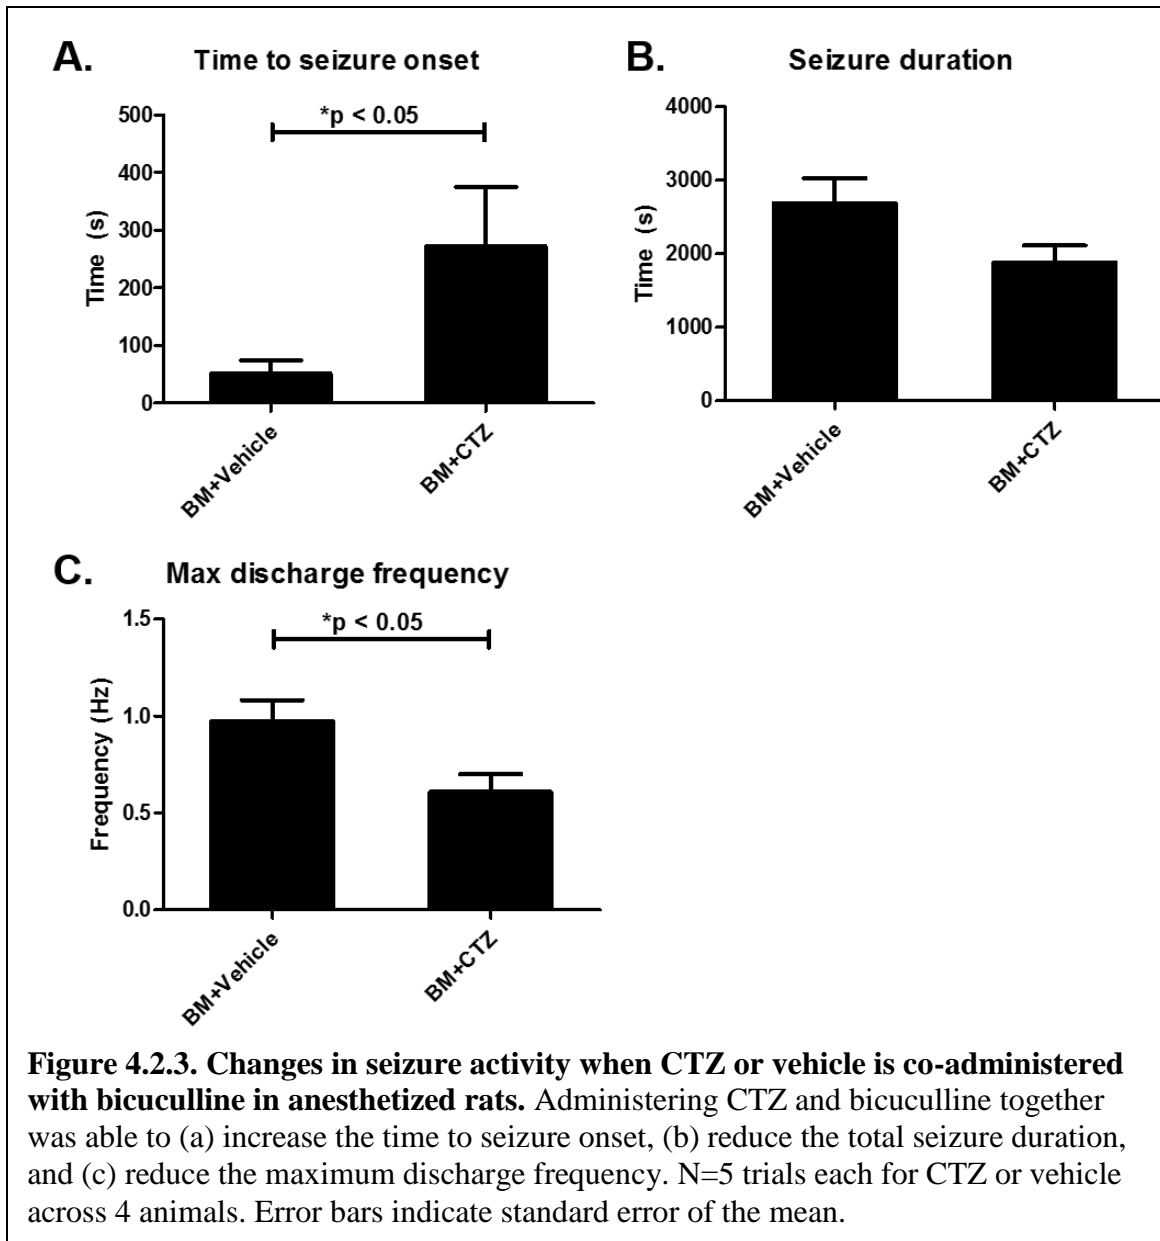 A. Time to seizure onset
500
400
300
200
100
0
Time (s)
*p < 0.05
BM+Vehicle
BM+CTZ
B. Seizure duration
4000
3000
2000
1000
0
Time (s)
BM+Vehicle
BM+CTZ
C. Max discharge frequency
1.5
1.0
0.5
0.0
Frequency (Hz)
*p < 0.05
BM+Vehicle
BM+CTZ
Figure 4.2.3. Changes in seizure activity when CTZ or vehicle is co-administered
with bicuculline in anesthetized rats. Administering CTZ and bicuculline together
was able to (a) increase the time to seizure onset, (b) reduce the total seizure duration,
and (c) reduce the maximum discharge frequency. N=5 trials each for CTZ or vehicle
across 4 animals. Error bars indicate standard error of the mean.